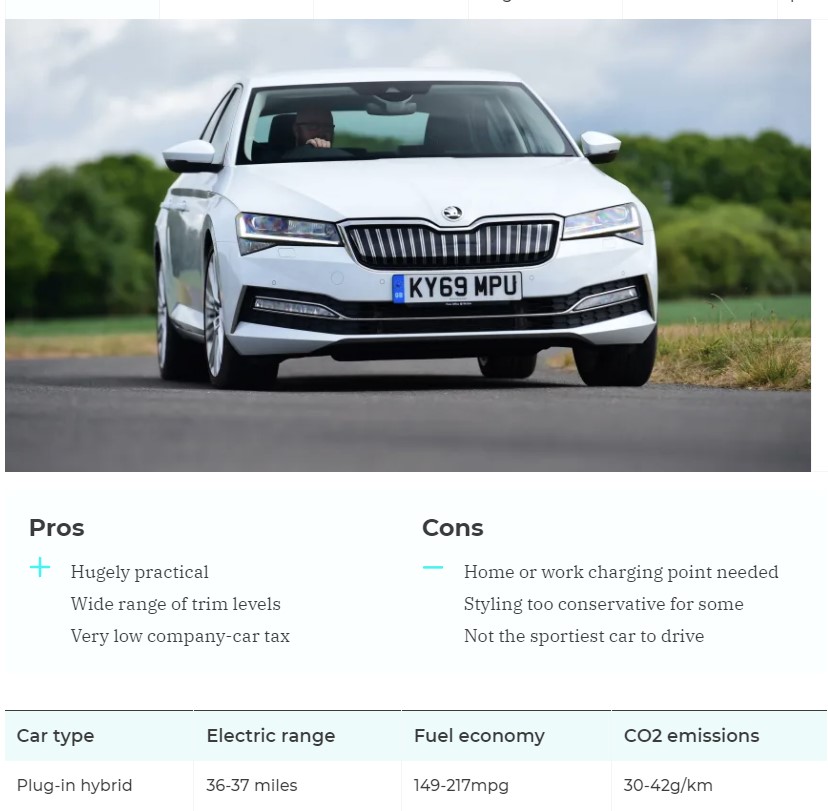 KY69 MPU
Pros
Hugely practical
Wide range of trim levels
Very low company-car tax
Cons
Home or work charging point needed
Styling too conservative for some
Not the sportiest car to drive
Car type Electric range Fuel economy CO2 emissions
Plug-in hybrid 36-37 miles 149-217mpg 30-42g/km